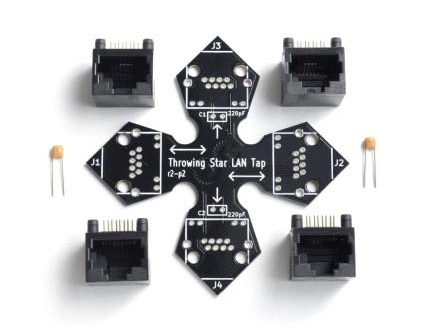 J3
C1 220pF
J1 Throwing Star LAN Tap J2
r2-p2
C2 220pF
J4